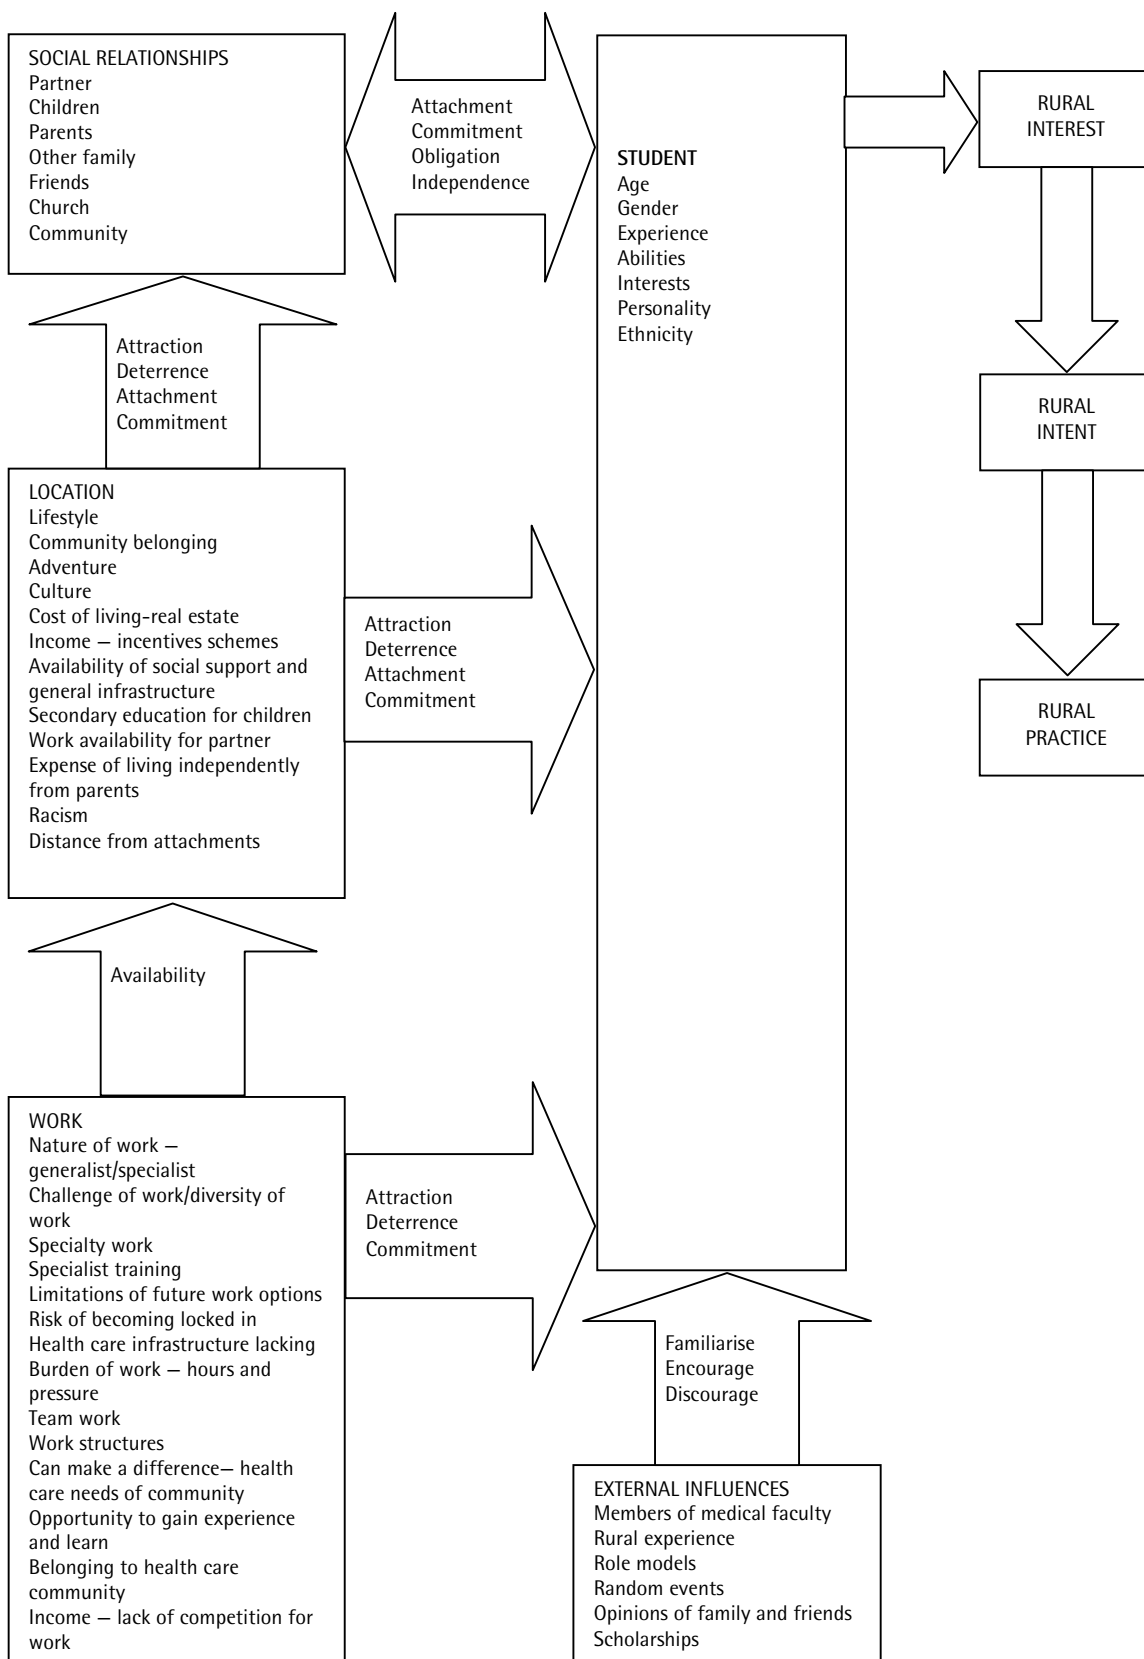 SOCIAL RELATIONSHIPS
Partner
Children
Parents
Other family
Friends
Church
Community
Attachment
Commitment
Obligation
Independence
STUDENT
Age
Gender
Experience
Abilities
Interests
Personality
Ethnicity
RURAL
INTEREST
Attraction
Deterrence
Attachment
Commitment
RURAL
INTENT
LOCATION
Lifestyle
Community belonging
Adventure
Culture
Cost of living-real estate
Income — incentives schemes
Availability of social support and
general infrastructure
Secondary education for children
Work availability for partner
Expense of living independently
from parents
Racism
Distance from attachments
Attraction
Deterrence
Attachment
Commitment
RURAL
PRACTICE
Availability
WORK
Nature of work —
generalist/specialist
Challenge of work/diversity of
work
Specialty work
Specialist training
Limitations of future work options
Risk of becoming locked in
Health care infrastructure lacking
Burden of work — hours and
pressure
Team work
Work structures
Can make a difference— health
care needs of community
Opportunity to gain experience
and learn
Belonging to health care
community
Income — lack of competition for
work
Attraction
Deterrence
Commitment
Familiarise
Encourage
Discourage
EXTERNAL INFLUENCES
Members of medical faculty
Rural experience
Role models
Random events
Opinions of family and friends
Scholarships